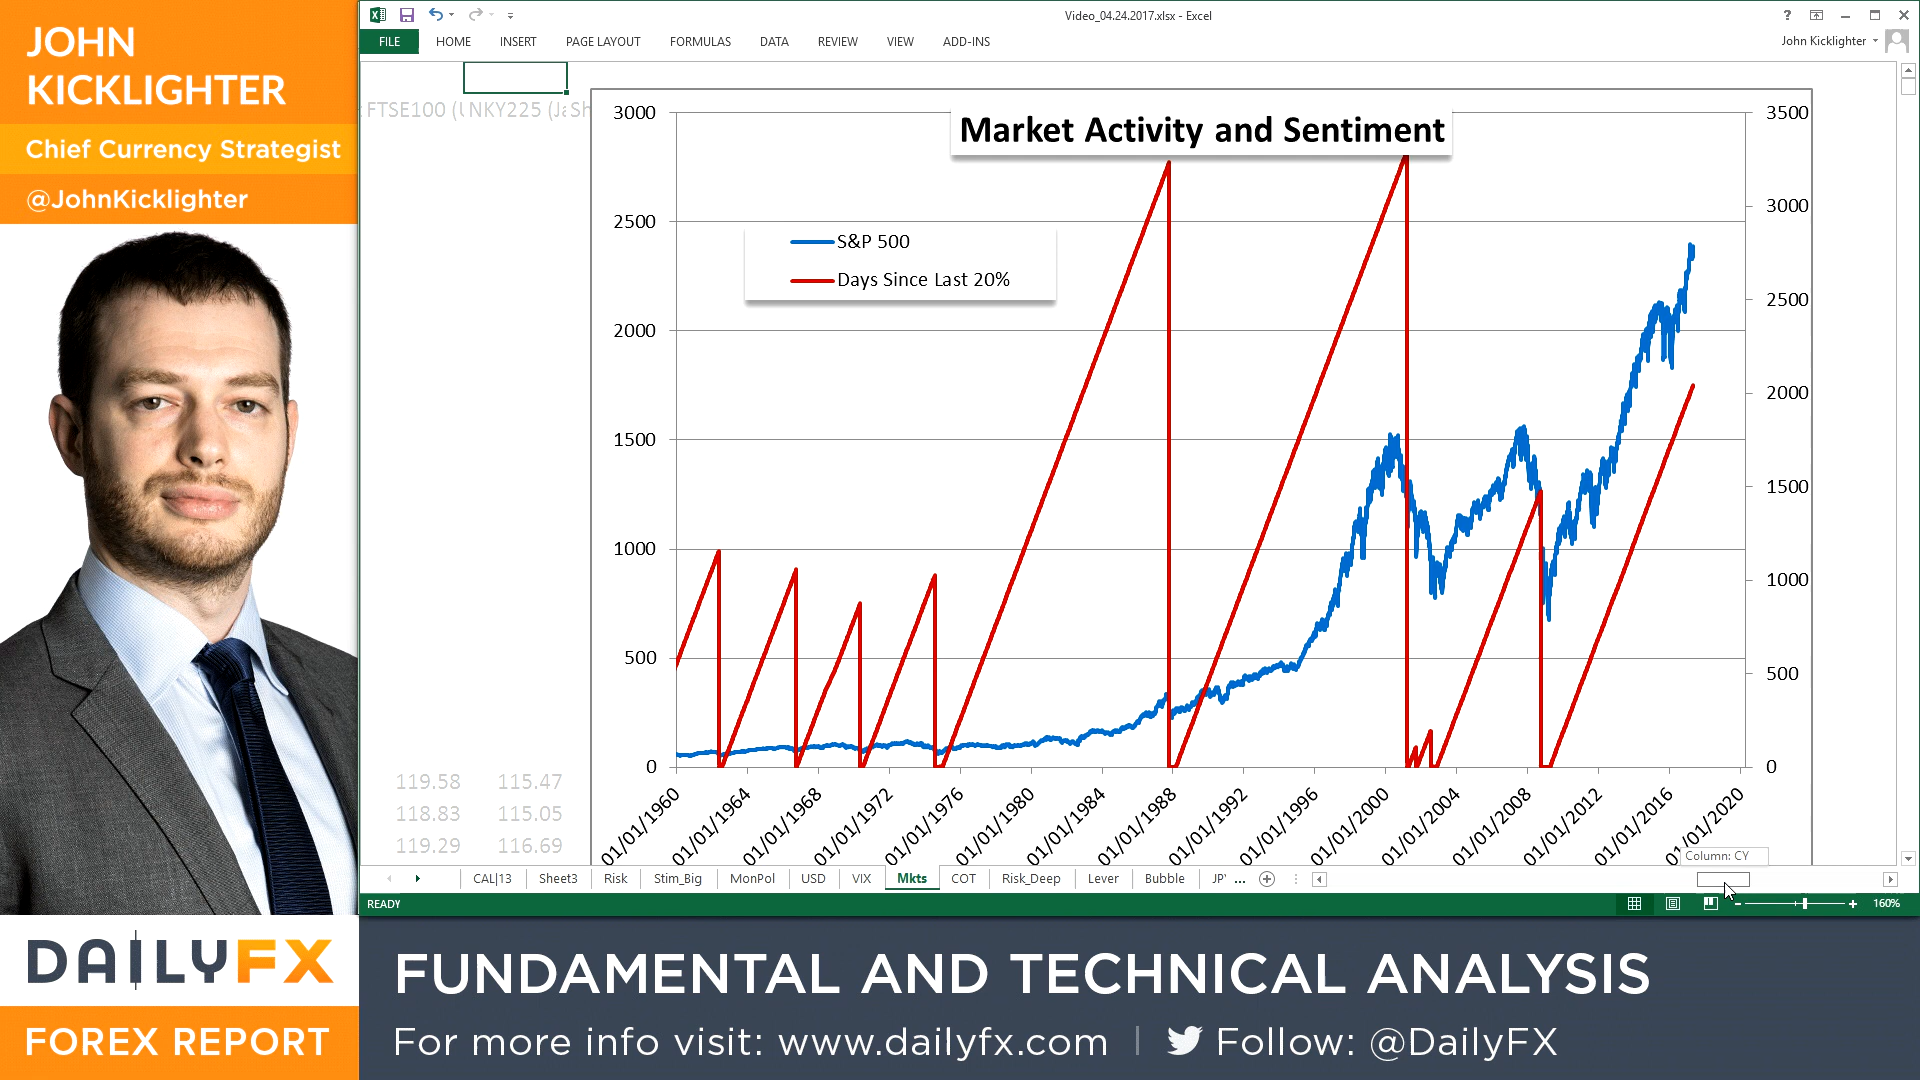 JOHN
KICKLIGHTER
Chief Currency Strategist
@JohnKicklighter
Video_04.24.2017.xlsx - Excel
FILE HOME INSERT PAGE LAYOUT FORMULAS DATA REVIEW VIEW ADD-INS
John Kicklighter
FTSE100 (U NKY225 (Ja Sh
Market Activity and Sentiment
S&P 500
Days Since Last 20%
3000
2500
2000
1500
1000
500
0
3500
3000
2500
2000
1500
1000
500
0
119.58 115.47
118.83 115.05
119.29 116.69
01/01/1960 01/01/1964 01/01/1968 01/01/1972 01/01/1976 01/01/1980 01/01/1984 01/01/1988 01/01/1992 01/01/1996 01/01/2000 01/01/2004 01/01/2008 01/01/2012 01/01/2016 01/01/2020
Column: CY
CAL|13 Sheet3 Risk Stim_Big MonPol USD VIX Mkts COT Risk_Deep Lever Bubble JP' ...
READY
160%
DAILYFX
FOREX REPORT
FUNDAMENTAL AND TECHNICAL ANALYSIS
For more info visit: www.dailyfx.com | Follow: @DailyFX